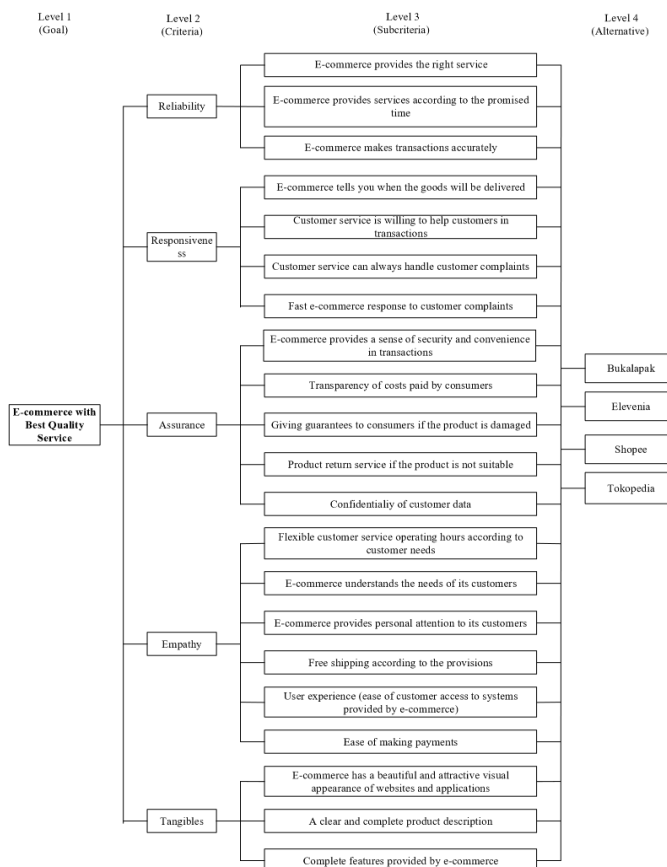 Level 1
(Goal)
Level 2
(Criteria)
Level 3
(Subcriteria)
Level 4
(Alternative)
E-commerce with
Best Quality
Service
Reliability
E-commerce provides the right service
E-commerce provides services according to the promised
time
E-commerce makes transactions accurately
Responsivene
ss
E-commerce tells you when the goods will be delivered
Customer service is willing to help customers in
transactions
Customer service can always handle customer complaints
Fast e-commerce response to customer complaints
Assurance
E-commerce provides a sense of security and convenience
in transactions
Transparency of costs paid by consumers
Giving guarantees to consumers if the product is damaged
Product return service if the product is not suitable
Confidentialiy of customer data
Empathy
Flexible customer service operating hours according to
customer needs
E-commerce understands the needs of its customers
E-commerce provides personal attention to its customers
Free shipping according to the provisions
User experience (ease of customer access to systems
provided by e-commerce)
Ease of making payments
Tangibles
E-commerce has a beautiful and attractive visual
appearance of websites and applications
A clear and complete product description
Complete features provided by e-commerce
Bukalapak
Elevenia
Shopee
Tokopedia